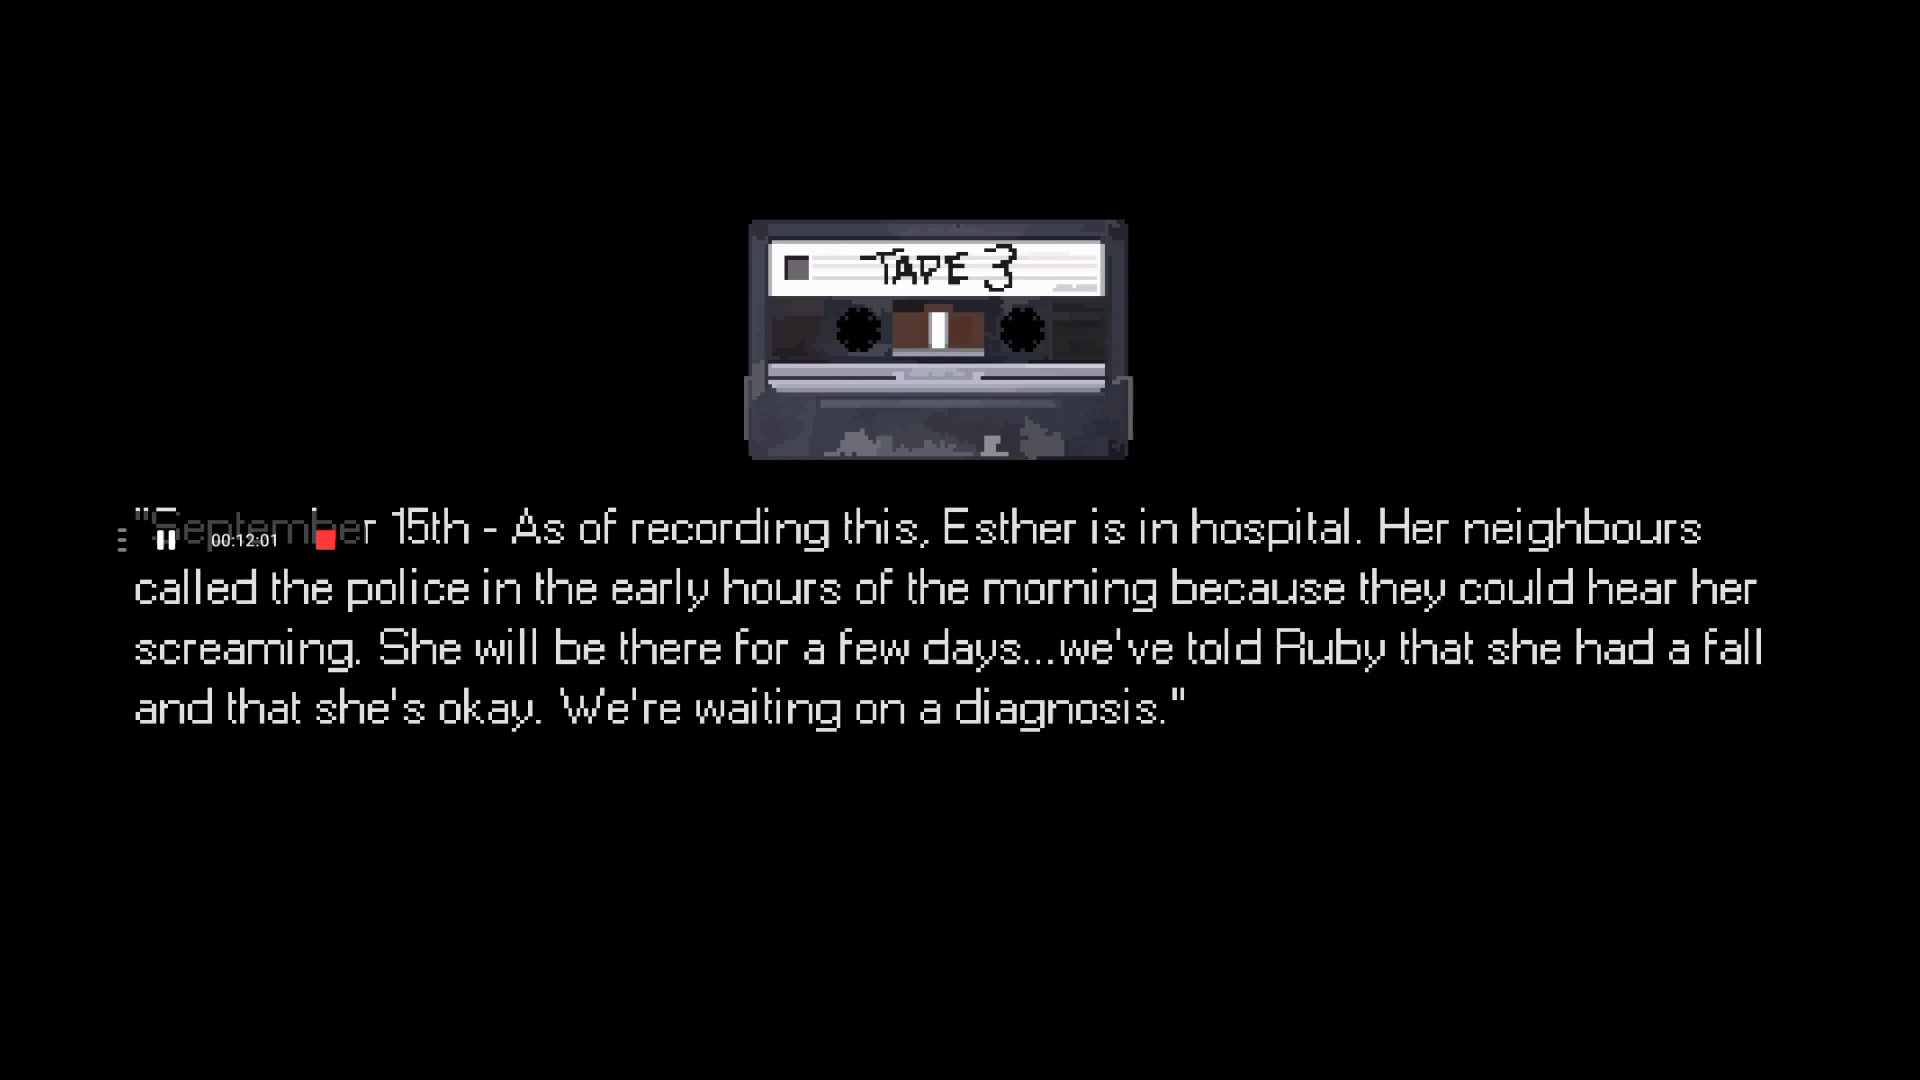 TAPE 3
"September 15th - As of recording this, Esther is in hospital. Her neighbours
00:12:01
called the police in the early hours of the morning because they could hear her
screaming. She will be there for a few days...we've told Ruby that she had a fall
and that she's okay. We're waiting on a diagnosis."